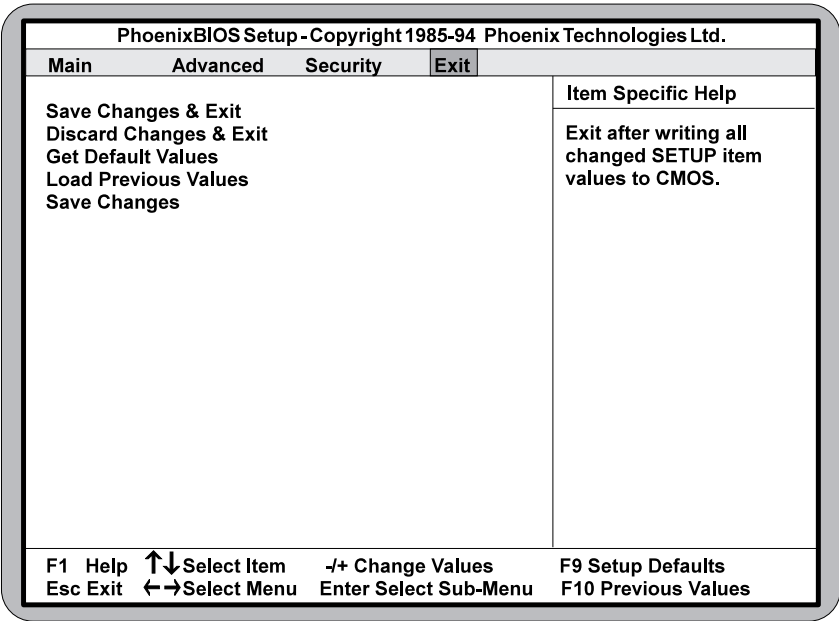 PhoenixBIOS Setup - Copyright 1985-94 Phoenix Technologies Ltd.
Main Advanced Security Exit
Save Changes & Exit
Discard Changes & Exit
Get Default Values
Load Previous Values
Save Changes
Item Specific Help
Exit after writing all
changed SETUP item
values to CMOS.
F1 Help ↑↓ Select Item -/+ Change Values F9 Setup Defaults
Esc Exit ←→ Select Menu Enter Select Sub-Menu F10 Previous Values